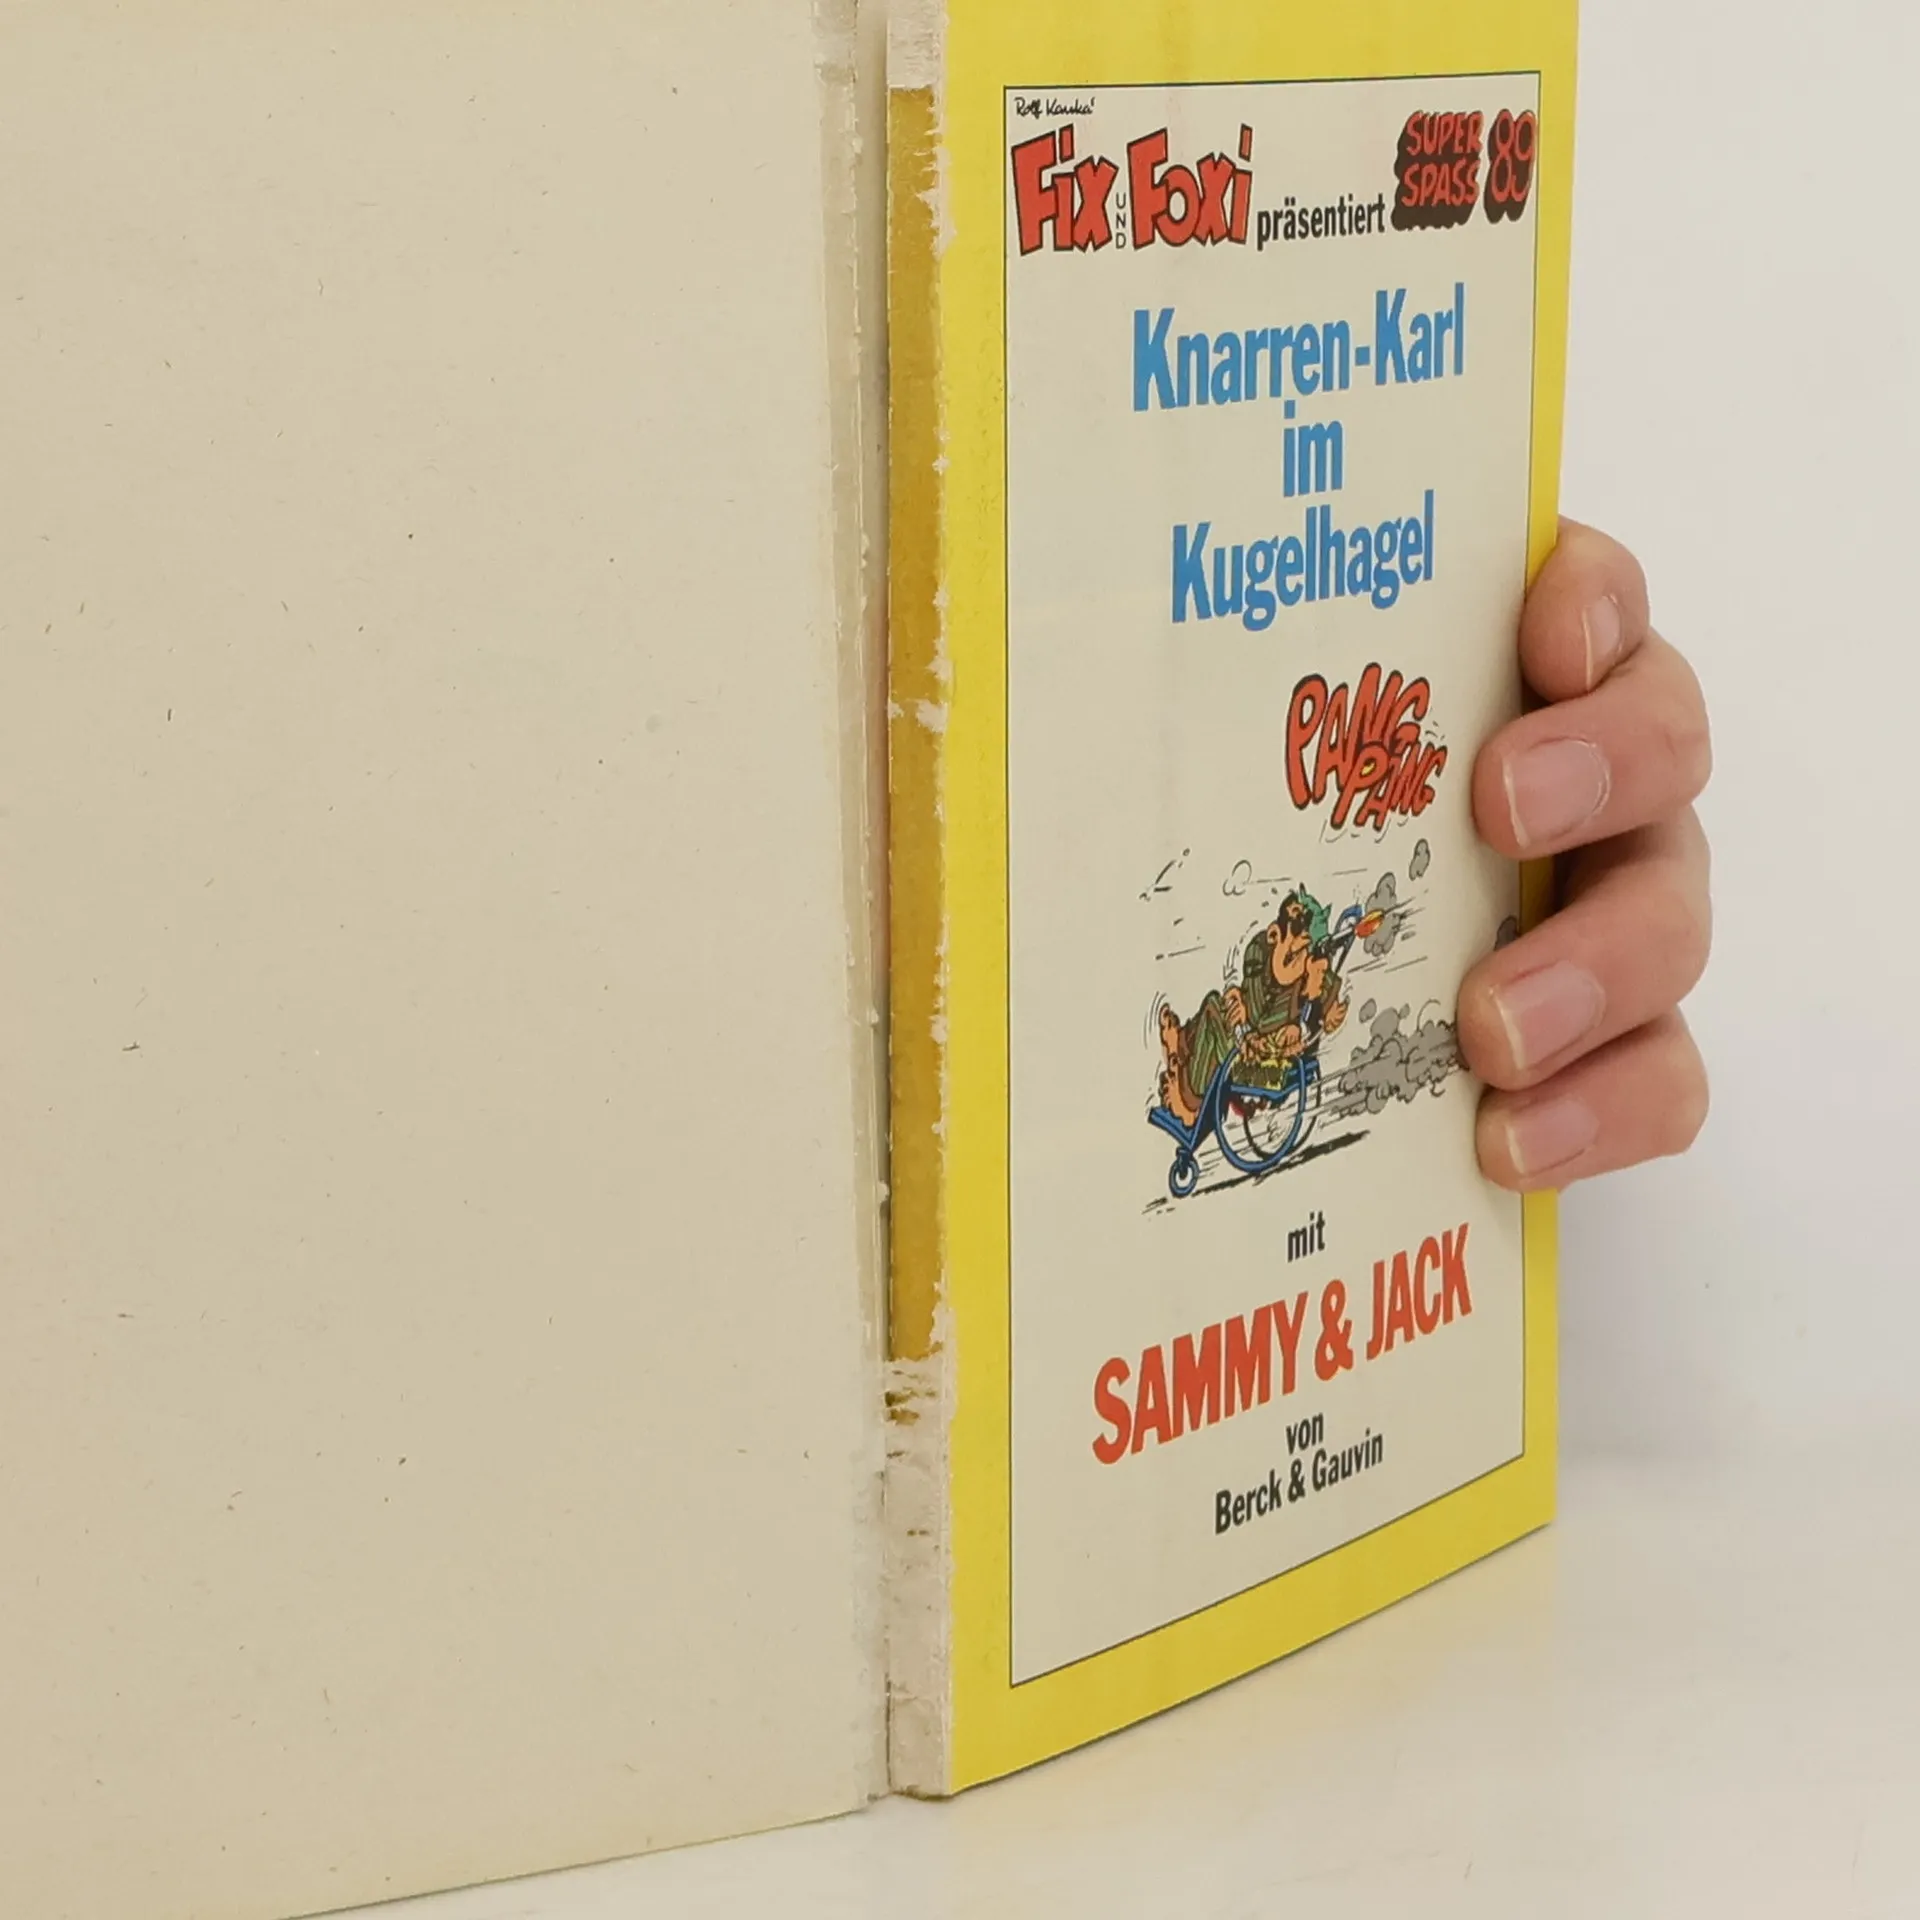 Rolf Kauka's
Fix UND Foxi präsentiert SUPER SPASS 89
Knarren-Karl
im
Kugelhagel
PANG
PANG
mit
SAMMY & JACK
von
Berck & Gauvin